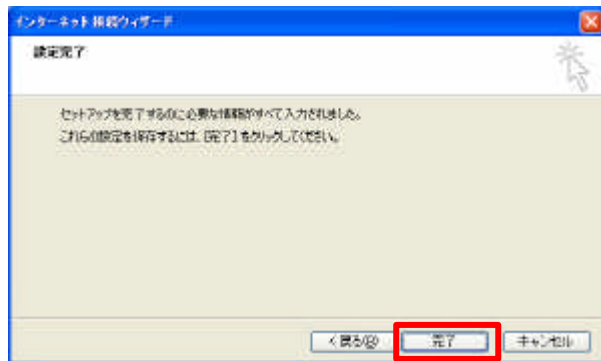 インターネット接続ウィザード
設定完了
セットアップを完了するのに必要な情報がすべて入力されました。
これらの設定を保存するには、[完了] をクリックしてください。
< 戻る(B)
完了
キャンセル